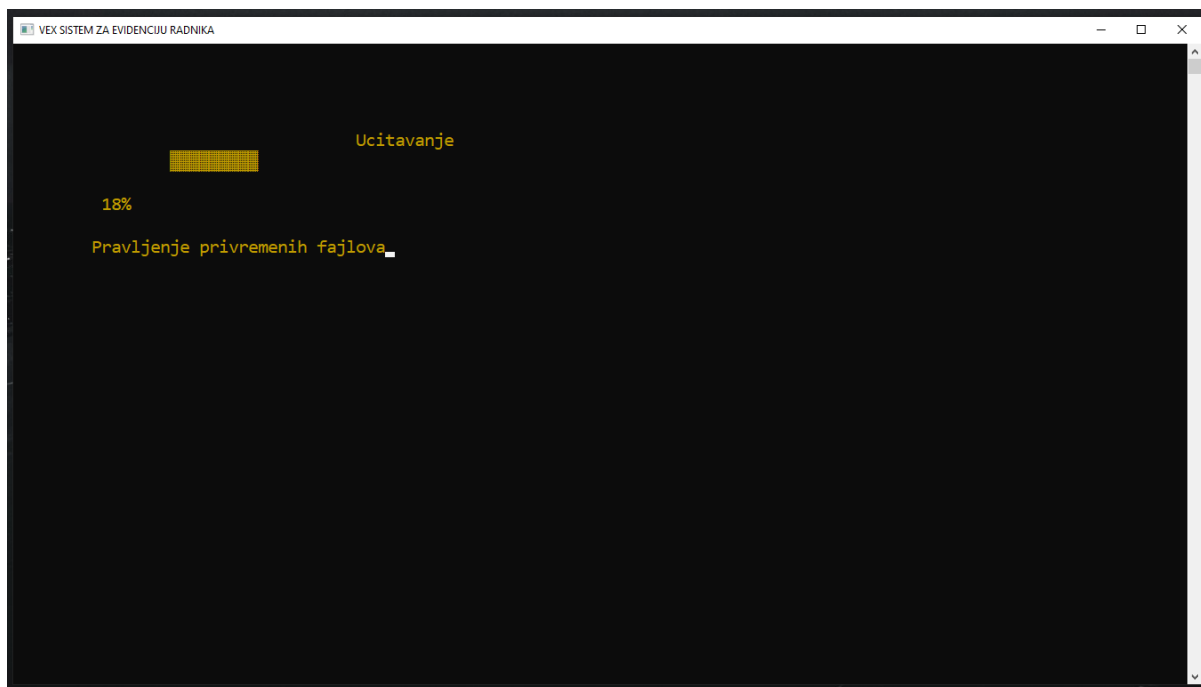 VEX SISTEM ZA EVIDENCIJU RADNIKA
Ucitavanje
18%
Pravljenje privremenih fajlova